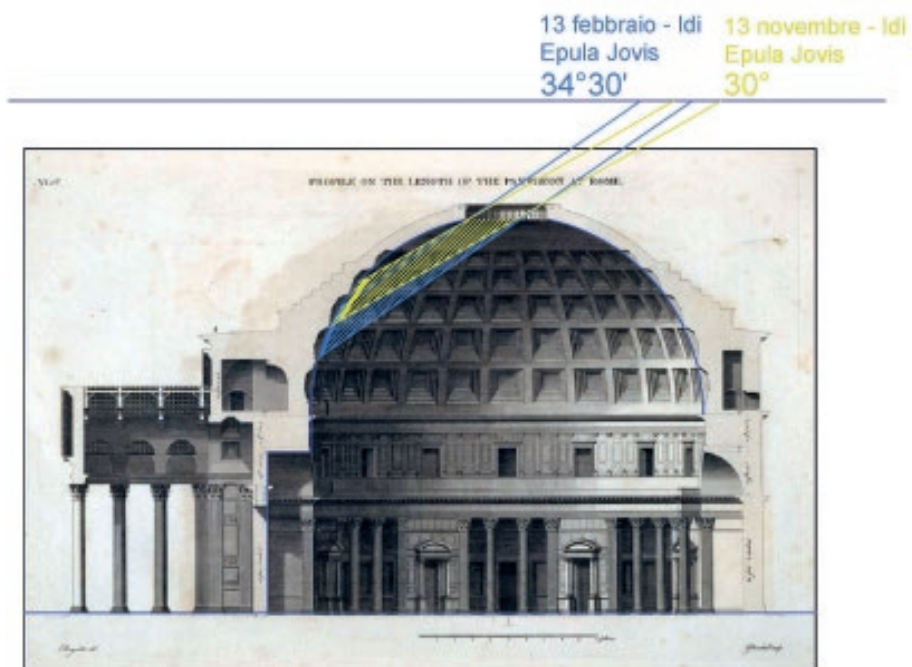 13 febbraio - Idi
Epula Jovis
34°30'
13 novembre - Idi
Epula Jovis
30°
PROFILE ON THE LENGTH OF THE PANTHEON AT ROME.